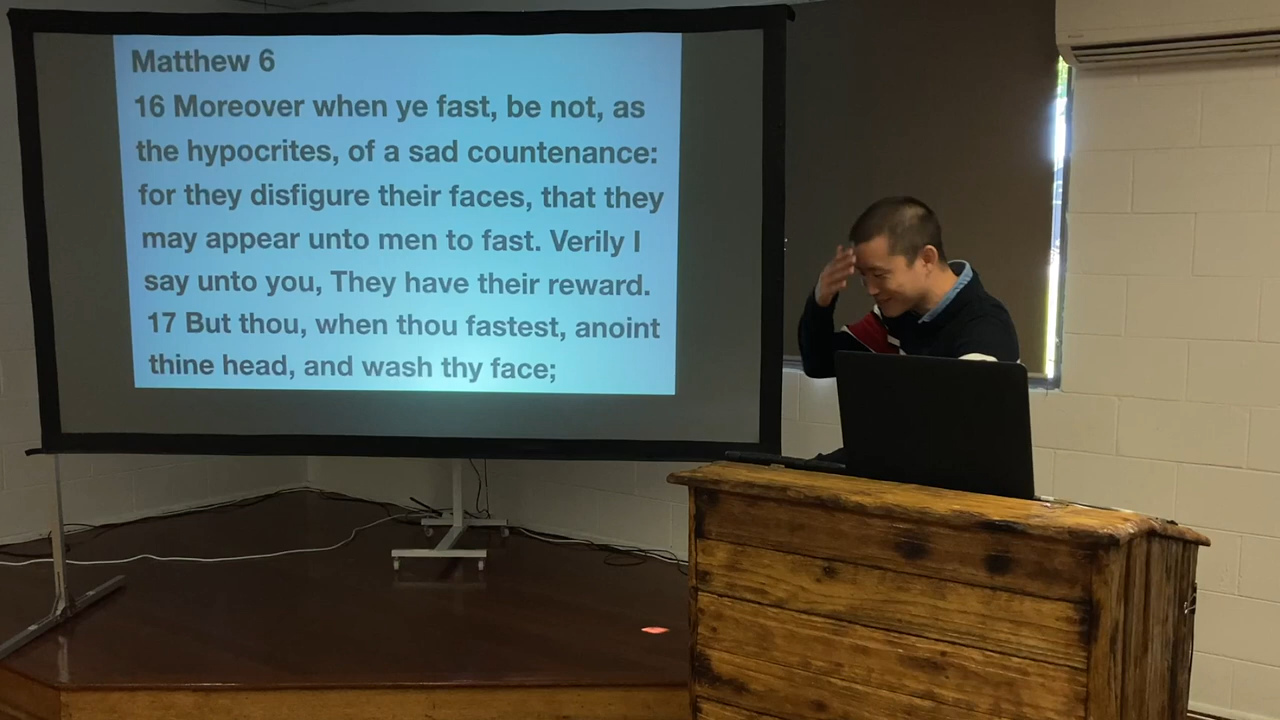 Matthew 6
16 Moreover when ye fast, be not, as
the hypocrites, of a sad countenance:
for they disfigure their faces, that they
may appear unto men to fast. Verily I
say unto you, They have their reward.
17 But thou, when thou fastest, anoint
thine head, and wash thy face;